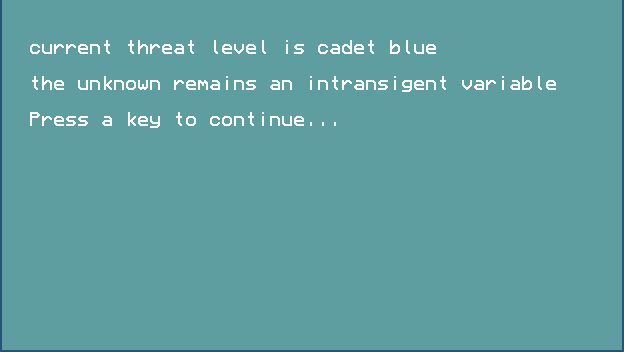 current threat level is cadet blue
the unknown remains an intransigent variable
Press a key to continue...